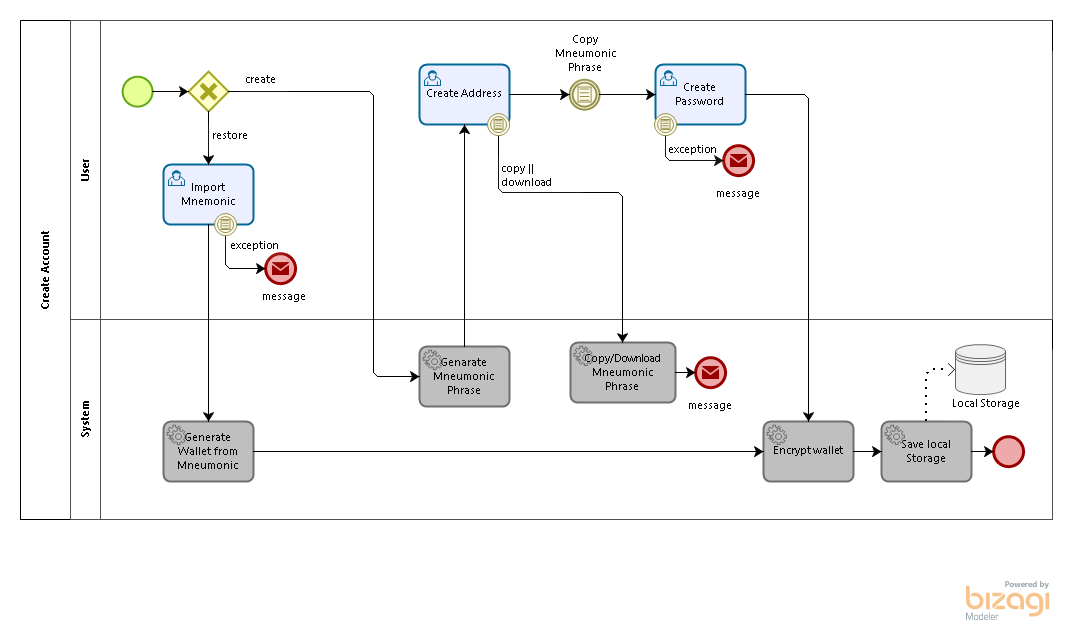 Create Account
User
System
create
restore
Import
Mnemonic
exception
message
Create Address
copy ||
download
Copy
Mneumonic
Phrase
Create
Password
exception
message
Genarate
Mneumonic
Phrase
Copy/Download
Mneumonic
Phrase
message
Generate
Wallet from
Mneumonic
Encrypt wallet
Save local
Storage
Local Storage
Powered by
bizagi
Modeler